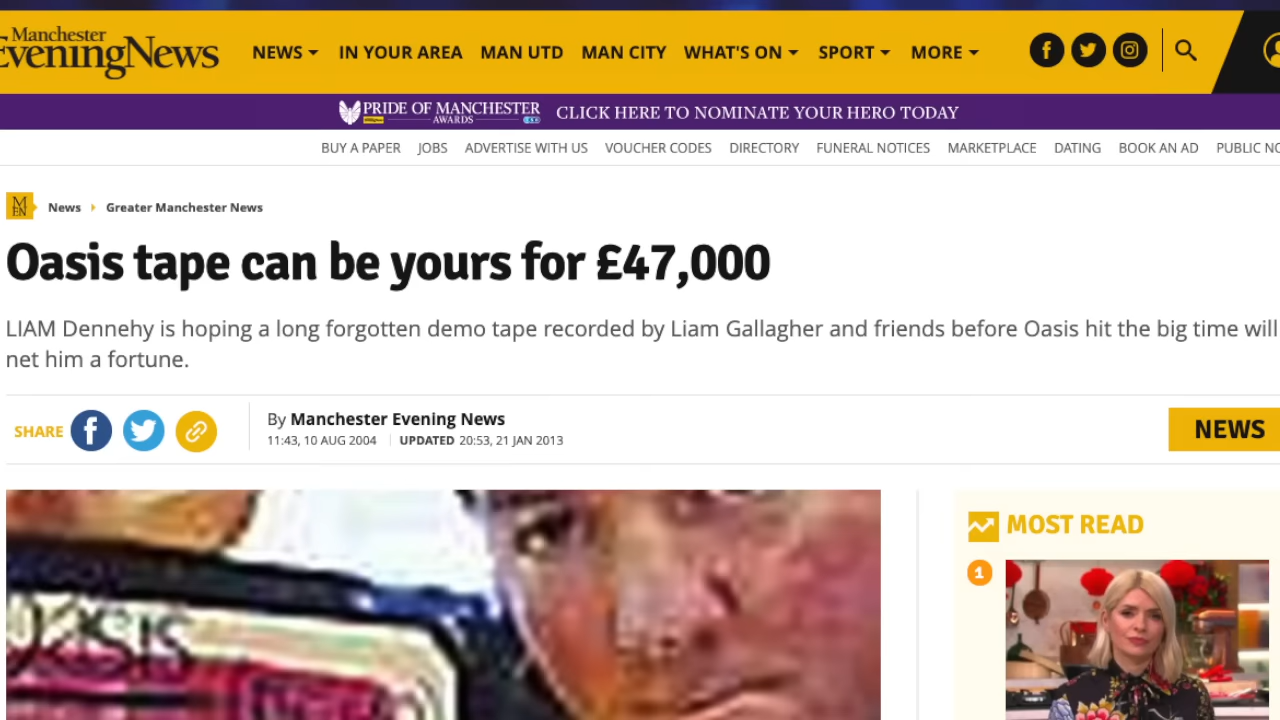 Manchester
EveningNews
NEWS
IN YOUR AREA
MAN UTD
MAN CITY
WHAT'S ON
SPORT
MORE
PRIDE OF MANCHESTER
AWARDS
CLICK HERE TO NOMINATE YOUR HERO TODAY
BUY A PAPER
JOBS
ADVERTISE WITH US
VOUCHER CODES
DIRECTORY
FUNERAL NOTICES
MARKETPLACE
DATING
BOOK AN AD
PUBLIC NO
M
EN
News
Greater Manchester News
Oasis tape can be yours for £47,000
LIAM Dennehy is hoping a long forgotten demo tape recorded by Liam Gallagher and friends before Oasis hit the big time will
net him a fortune.
SHARE
By Manchester Evening News
11:43, 10 AUG 2004 | UPDATED 20:53, 21 JAN 2013
NEWS
MOST READ
1
OASIS